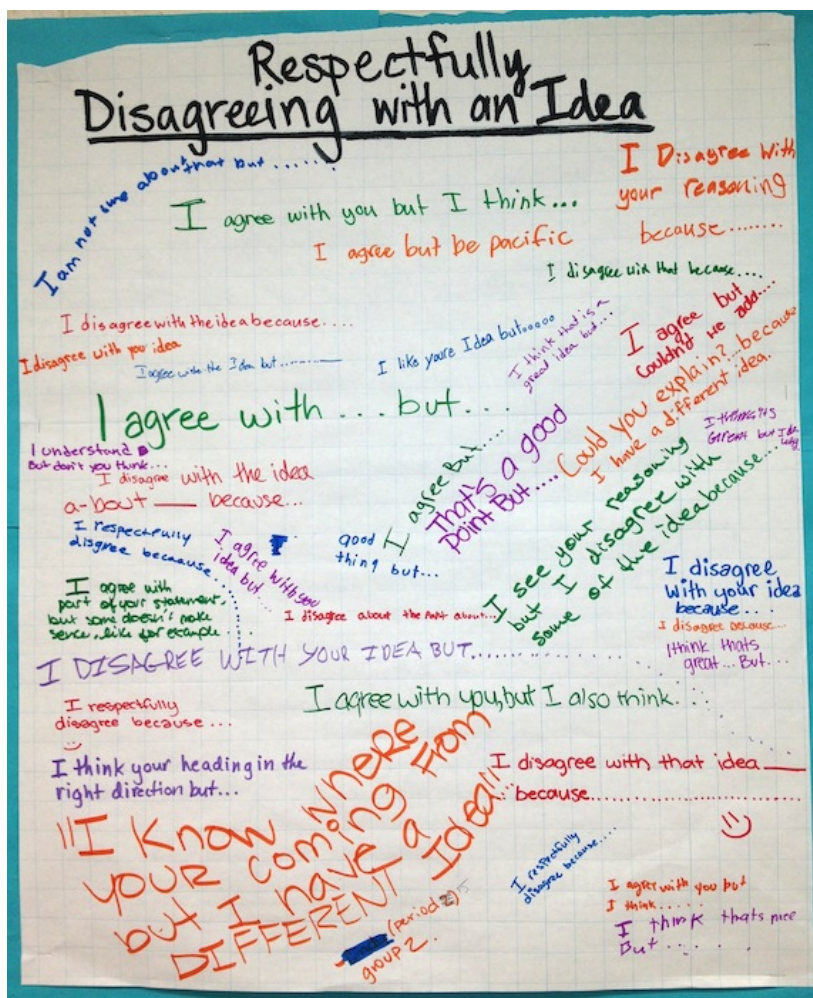 Respectfully
Disagreeing with an Idea
I am not sure about that but ......
I agree with you but I think...
I Disagree with
your reasoning
because........
I agree but be pacific
I disagree with that because....
I disagree with the idea because....
I disagree with you idea
I agree with the Idea but
I like youre Idea but.....
I think that is a
great idea but...
I agree but
Couldn't we add....
Could you explain?...because
I have a different idea.
I agree with ... but...
I think its
Great but I
I understand
But don't you think...
I disagree with the idea
a-bout ___ because...
I agree But.....
That's a good
point But....
I see your reasoning
but I disagree with
some of the idea because....
I respectfully
disgree becaause...
I agree with you
idea but...
good
thing but...
I disagree
with your idea
because...
I disagree because...
I think thats
great... But....
I agree with
part of your statement,
but some doesn't make
sence, like for example...
I disagree about the part about...
I DISAGREE WITH YOUR IDEA BUT..........
I agree with you, but I also think...
I respectfully
disagree because...
I think your heading in the
right direction but...
I disagree with that idea ___
because..............................
"I KNOW WHERE
YOUR COMING FROM
but I HAVE A
DIFFERENT Idea!!"
(period 2)
group 2.
I respectfully
disagree because.....
I agree with you but
I think.....
I think thats nice
But......